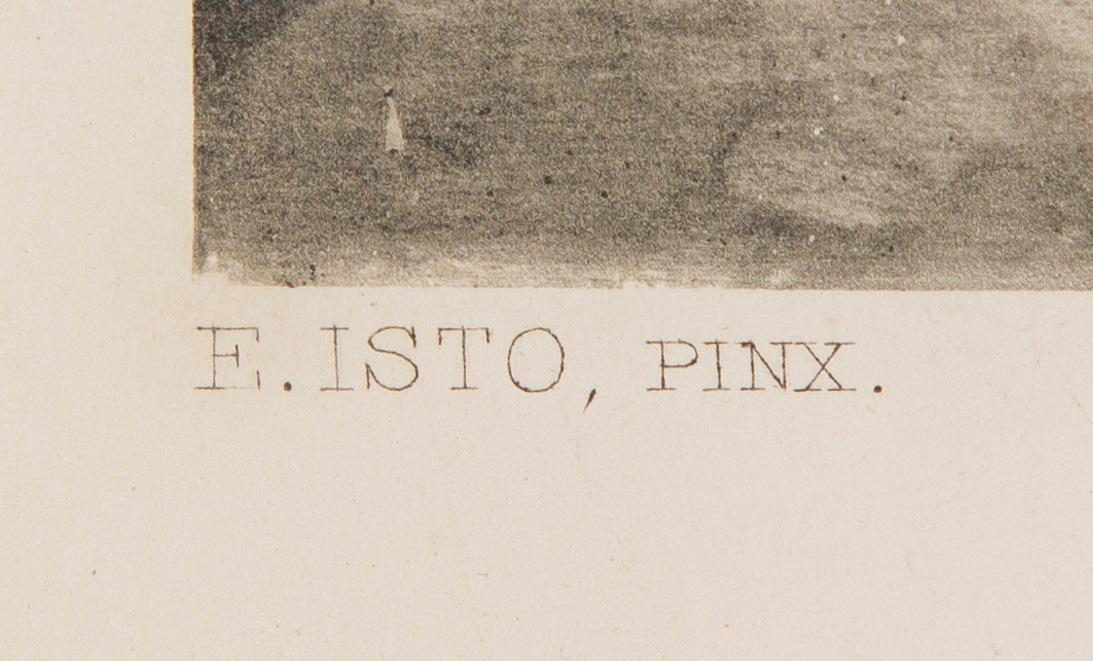 E. ISTO, PINX.